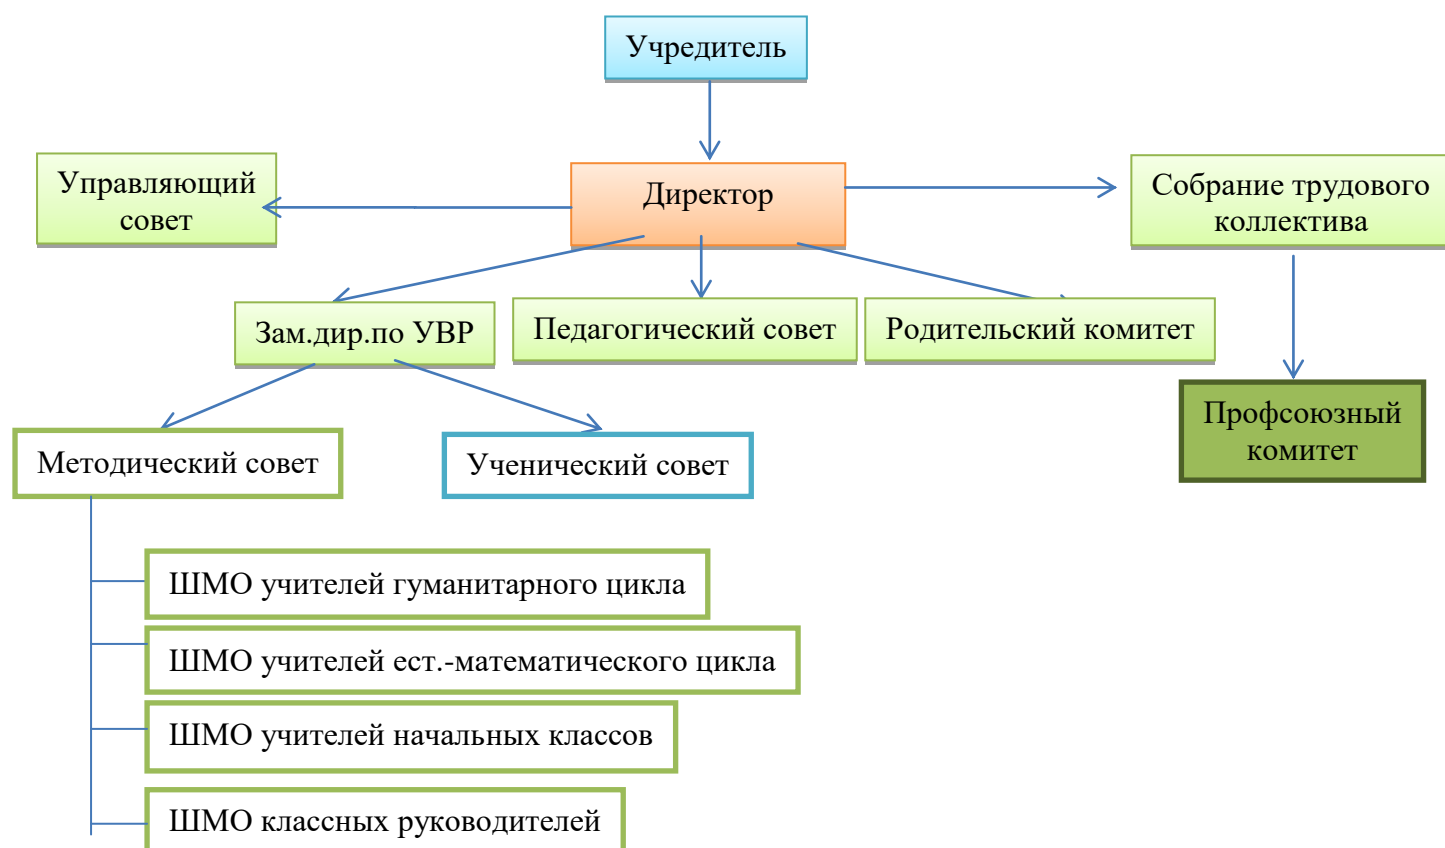 Учредитель
Управляющий
совет
Директор
Собрание трудового
коллектива
Зам.дир.по УВР
Педагогический совет
Родительский комитет
Профсоюзный
комитет
Методический совет
Ученический совет
ШМО учителей гуманитарного цикла
ШМО учителей ест.-математического цикла
ШМО учителей начальных классов
ШМО классных руководителей